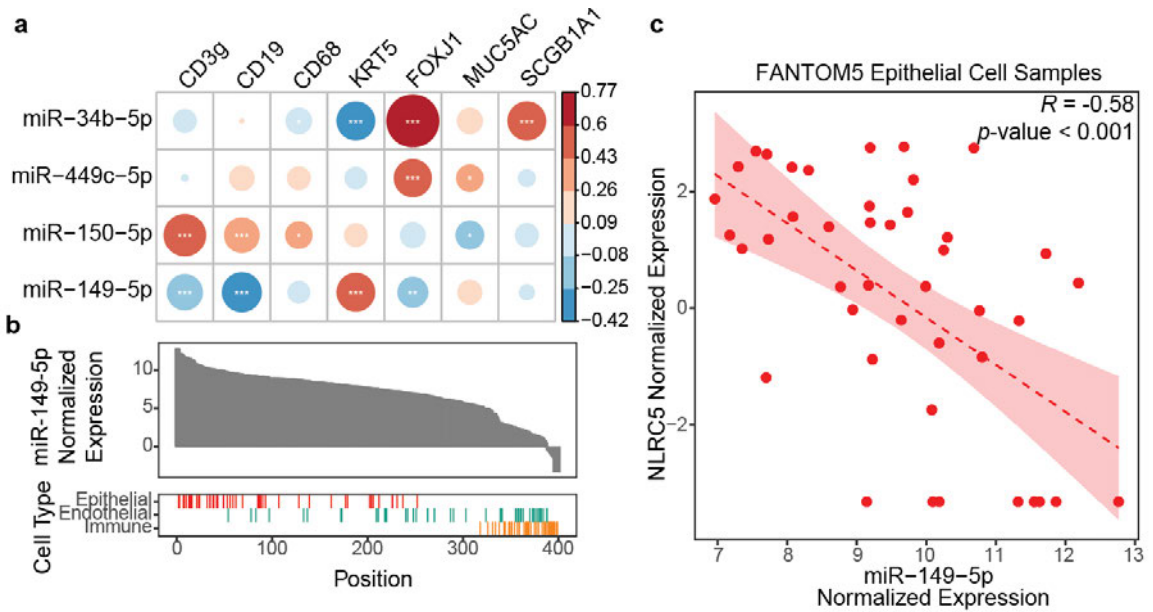 a
CD3g CD19 CD68 KRT5 FOXJ1 MUC5AC SCGB1A1
miR−34b−5p * *** *** ***
miR−449c−5p *** *
miR−150−5p *** *** * *
miR−149−5p *** *** *** **
0.77
0.6
0.43
0.26
0.09
−0.08
−0.25
−0.42
b
miR−149−5p
Normalized
Expression
10
5
0
Cell Type
Epithelial
Endothelial
Immune
0 100 200 300 400
Position
c
FANTOM5 Epithelial Cell Samples
R = -0.58
p-value < 0.001
NLRC5 Normalized Expression
2
0
−2
7 8 9 10 11 12 13
miR−149−5p
Normalized Expression